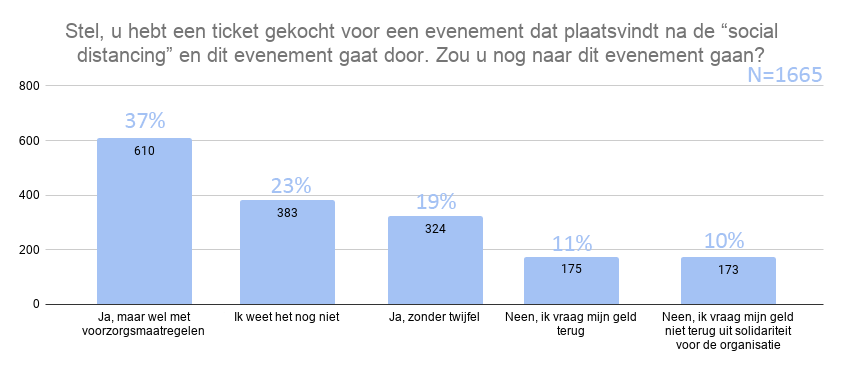 Stel, u hebt een ticket gekocht voor een evenement dat plaatsvindt na de “social
distancing” en dit evenement gaat door. Zou u nog naar dit evenement gaan?
N=1665
800
600
400
200
0
37%
610
23%
383
19%
324
11%
175
10%
173
Ja, maar wel met
voorzorgsmaatregelen
Ik weet het nog niet
Ja, zonder twijfel
Neen, ik vraag mijn geld
terug
Neen, ik vraag mijn geld
niet terug uit solidariteit
voor de organisatie